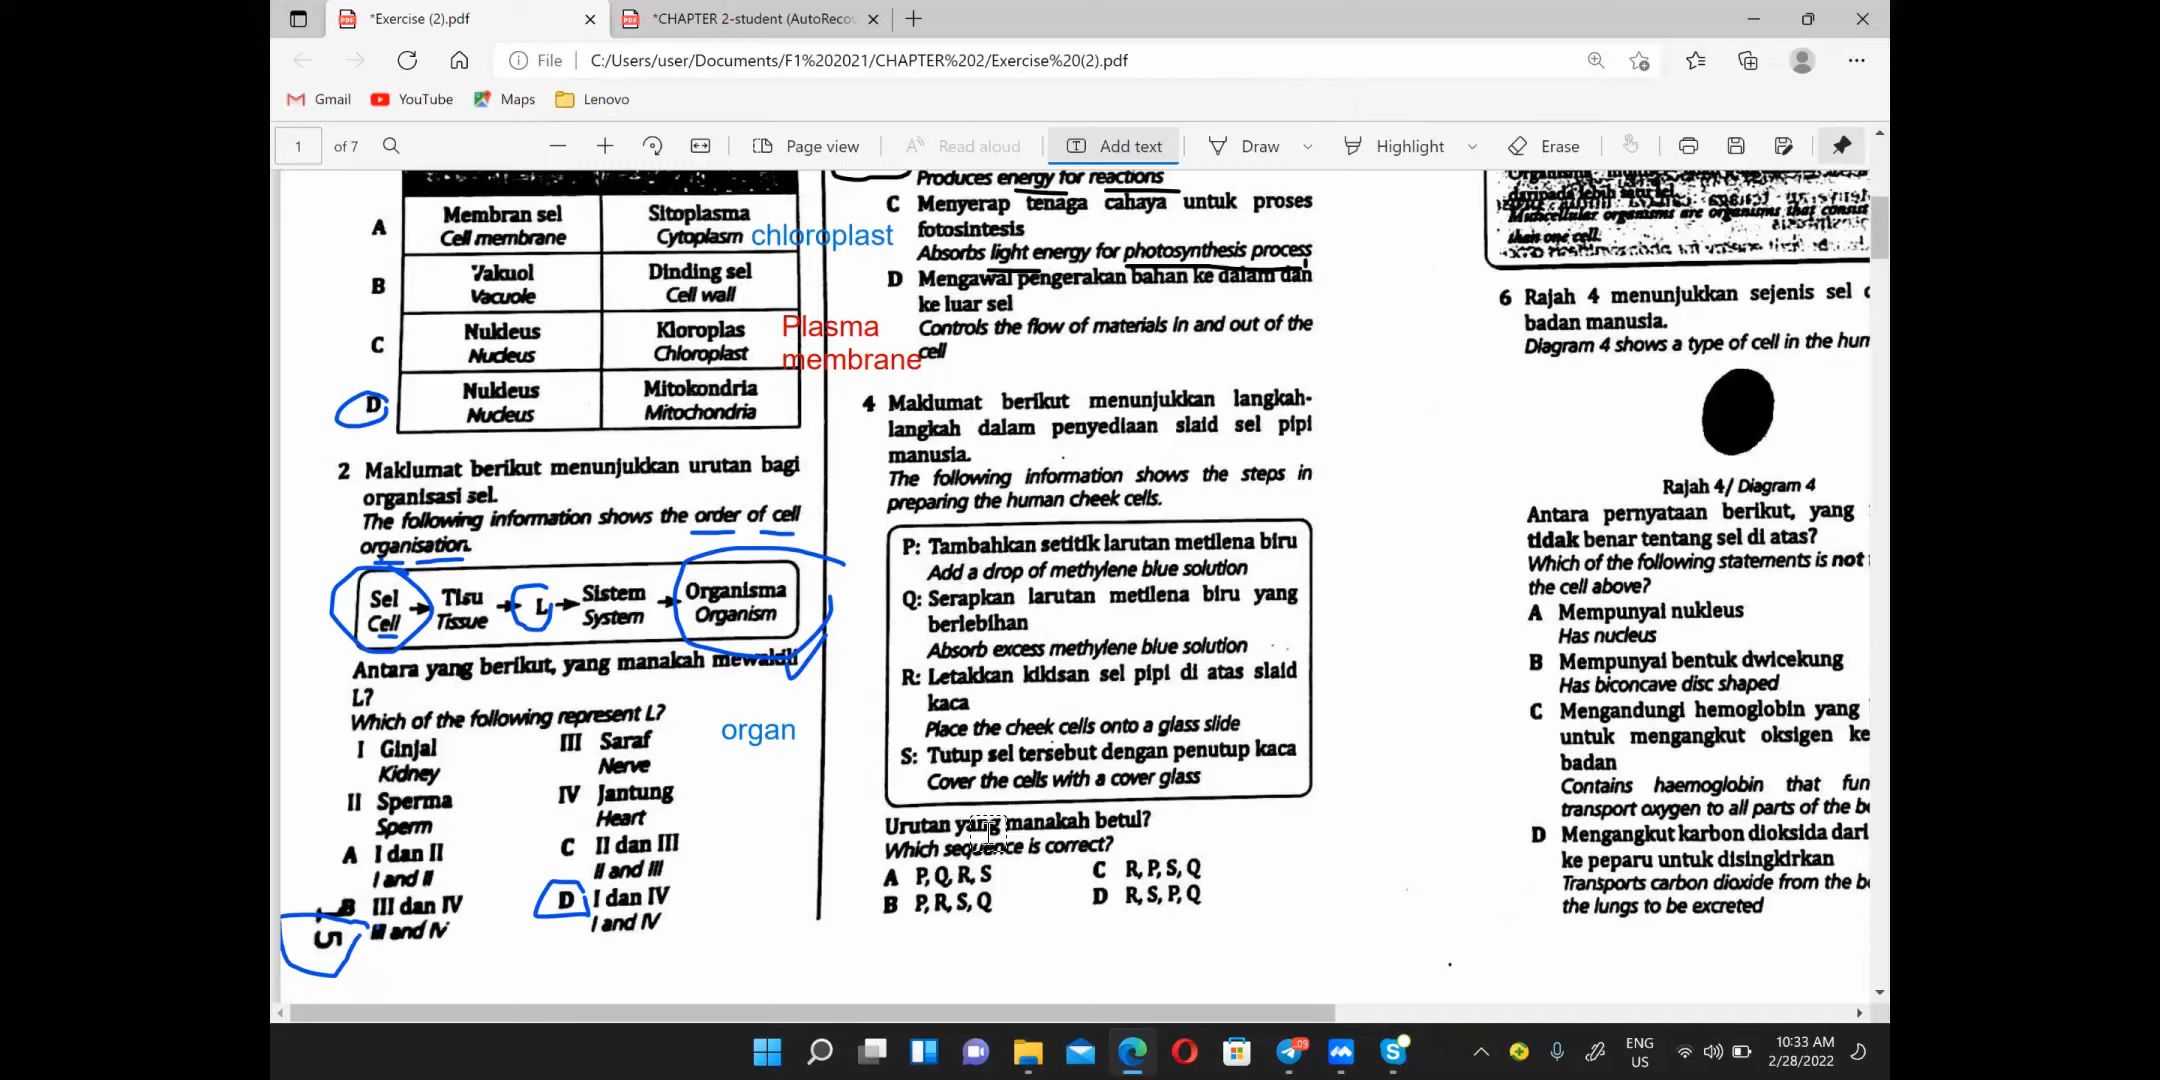 *Exercise (2).pdf
*CHAPTER 2-student (AutoReco
File
C:/Users/user/Documents/F1%202021/CHAPTER%202/Exercise%20(2).pdf
Gmail
YouTube
Maps
Lenovo
1
of 7
Page view
Read aloud
Add text
Draw
Highlight
Erase
A
Membran sel
Cell membrane
Sitoplasma
Cytoplasm
chloroplast
B
Vakuol
Vacuole
Dinding sel
Cell wall
C
Nukleus
Nucleus
Kloroplas
Chloroplast
Plasma
membrane
D
Nukleus
Nucleus
Mitokondria
Mitochondria
2 Maklumat berikut menunjukkan urutan bagi
organisasi sel.
The following information shows the order of cell
organisation.
Sel
Cell
Tisu
Tissue
L
Sistem
System
Organisma
Organism
Antara yang berikut, yang manakah mewakili
L?
Which of the following represent L?
organ
I Ginjal
Kidney
II Sperma
Sperm
III Saraf
Nerve
IV Jantung
Heart
A I dan II
I and II
B III dan IV
III and IV
C II dan III
II and III
D I dan IV
I and IV
Produces energy for reactions
C Menyerap tenaga cahaya untuk proses
fotosintesis
Absorbs light energy for photosynthesis process
D Mengawal pengerakan bahan ke dalam dan
ke luar sel
Controls the flow of materials in and out of the
cell
4 Maklumat berikut menunjukkan langkah-
langkah dalam penyediaan slaid sel pipi
manusia.
The following information shows the steps in
preparing the human cheek cells.
P: Tambahkan setitik larutan metilena biru
Add a drop of methylene blue solution
Q: Serapkan larutan metilena biru yang
berlebihan
Absorb excess methylene blue solution
R: Letakkan kikisan sel pipi di atas slaid
kaca
Place the cheek cells onto a glass slide
S: Tutup sel tersebut dengan penutup kaca
Cover the cells with a cover glass
Urutan yang manakah betul?
Which sequence is correct?
A P, Q, R, S
B P, R, S, Q
C R, P, S, Q
D R, S, P, Q
daripada lebih satu sel.
Multicellular organisms are organisms that consist
than one cell.
6 Rajah 4 menunjukkan sejenis sel
badan manusia.
Diagram 4 shows a type of cell in the
Rajah 4/ Diagram 4
Antara pernyataan berikut, yang
tidak benar tentang sel di atas?
Which of the following statements is not
the cell above?
A Mempunyai nukleus
Has nucleus
B Mempunyai bentuk dwicekung
Has biconcave disc shaped
C Mengandungi hemoglobin yang
untuk mengangkut oksigen ke
badan
Contains haemoglobin that
transport oxygen to all parts of the
D Mengangkut karbon dioksida dari
ke peparu untuk disingkirkan
Transports carbon dioxide from the
the lungs to be excreted
ENG
US
10:33 AM
2/28/2022